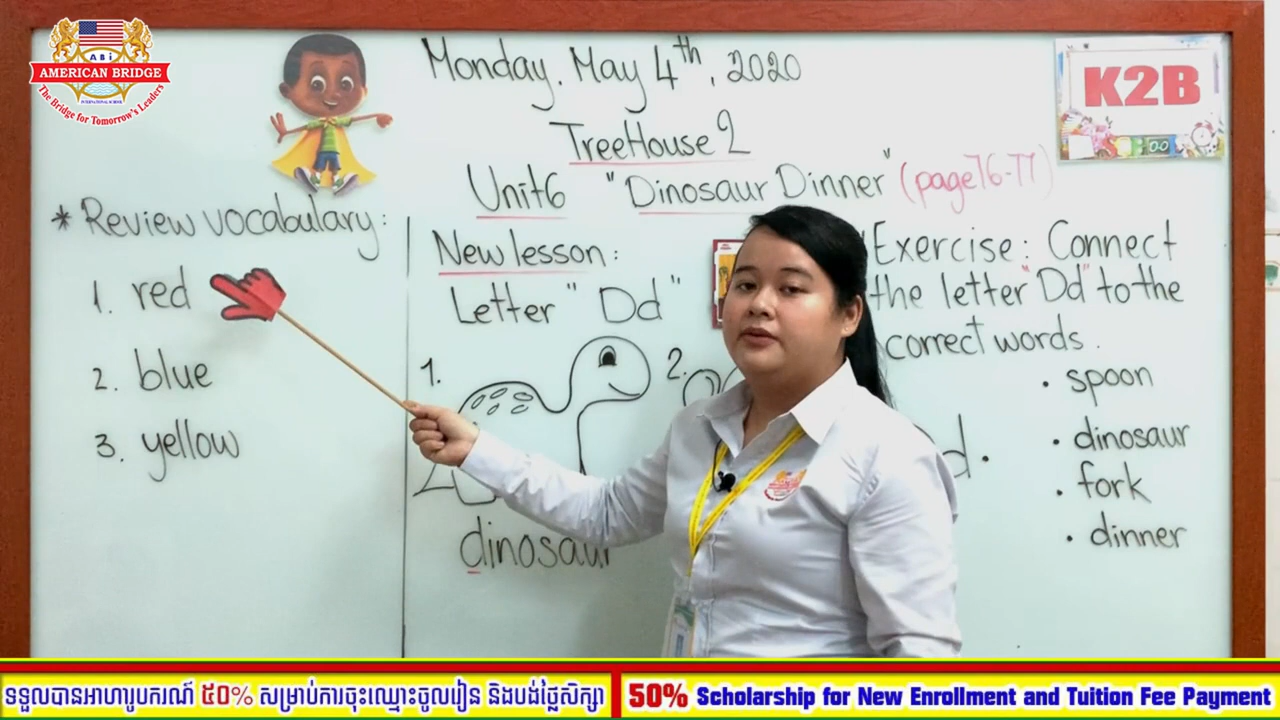 ABi
AMERICAN BRIDGE
INTERNATIONAL SCHOOL
The Bridge for Tomorrow's Leaders
Monday, May 4th, 2020
K2B
TreeHouse 2
Unit6 "Dinosaur Dinner" (page76-77)
* Review vocabulary:
1. red
2. blue
3. yellow
New lesson:
Letter "Dd"
1.
2.
dinosaur
Exercise: Connect
the letter "Dd" to the
correct words.
d.
• spoon
• dinosaur
• fork
• dinner
ទទួលបានអាហារូបករណ៍ ៥០% សម្រាប់ការចុះឈ្មោះចូលរៀន និងបង់ថ្លៃសិក្សា
50% Scholarship for New Enrollment and Tuition Fee Payment